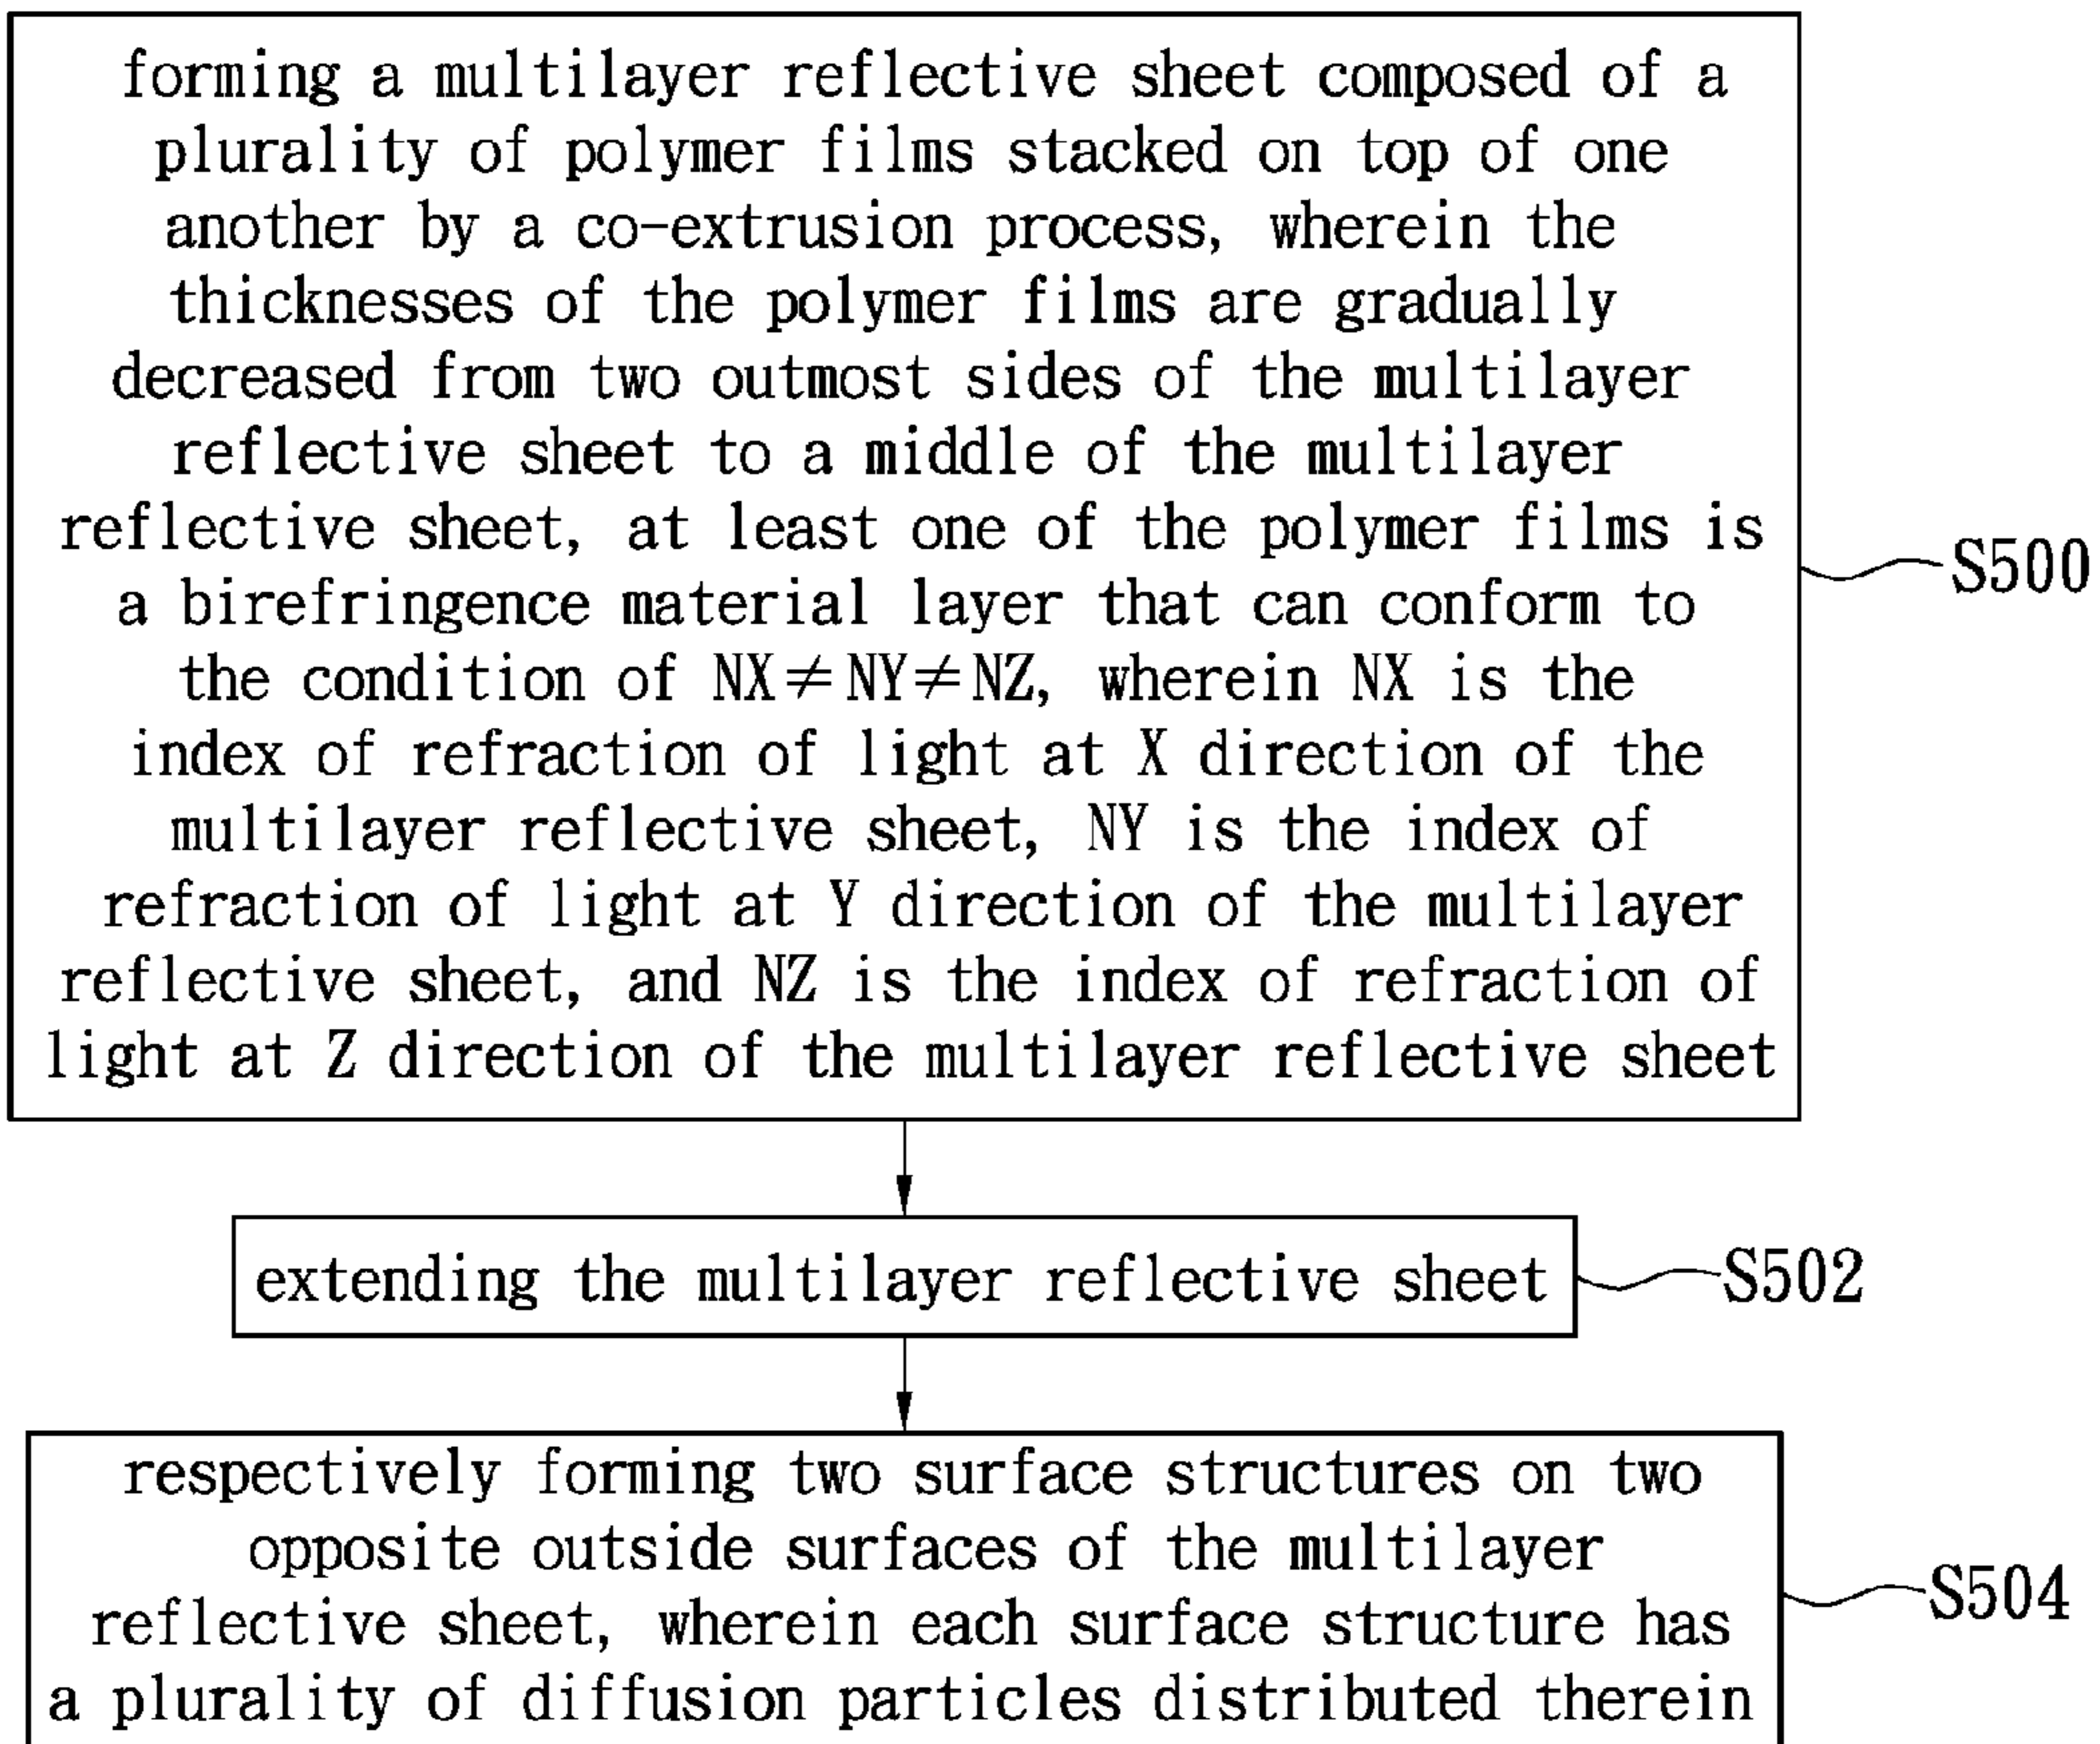 forming a multilayer reflective sheet composed of a
plurality of polymer films stacked on top of one
another by a co-extrusion process, wherein the
thicknesses of the polymer films are gradually
decreased from two outmost sides of the multilayer
reflective sheet to a middle of the multilayer
reflective sheet, at least one of the polymer films is
a birefringence material layer that can conform to
the condition of NX≠NY≠NZ, wherein NX is the
index of refraction of light at X direction of the
multilayer reflective sheet, NY is the index of
refraction of light at Y direction of the multilayer
reflective sheet, and NZ is the index of refraction of
light at Z direction of the multilayer reflective sheet
S500
extending the multilayer reflective sheet
S502
respectively forming two surface structures on two
opposite outside surfaces of the multilayer
reflective sheet, wherein each surface structure has
a plurality of diffusion particles distributed therein
S504